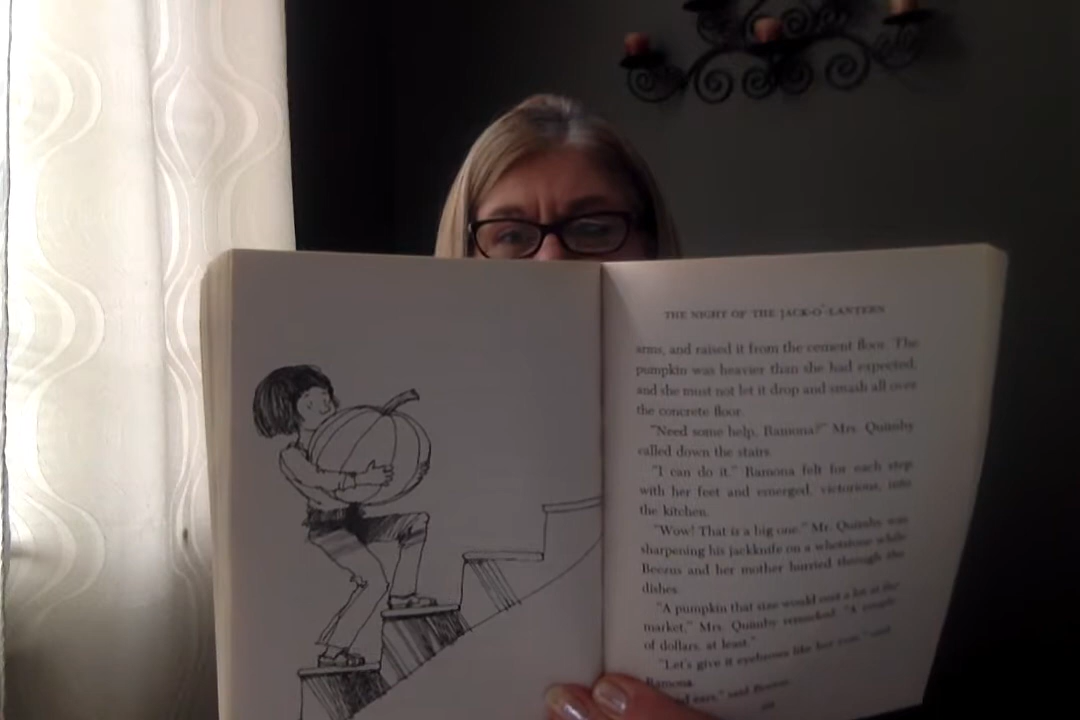 THE NIGHT OF THE JACK-O'-LANTERN
arms, and raised it from the cement floor. The
pumpkin was heavier than she had expected,
and she must not let it drop and smash all over
the concrete floor.
"Need some help, Ramona?" Mrs. Quimby
called down the stairs.
"I can do it." Ramona felt for each step
with her feet and emerged, victorious, into
the kitchen.
"Wow! That is a big one." Mr. Quimby was
sharpening his jackknife on a whetstone while
Beezus and her mother hurried through the
dishes.
"A pumpkin that size would cost a lot at the
market," Mrs. Quimby remarked. "A couple
of dollars, at least."
"Let's give it eyebrows like last year," said
Ramona.
ears," said Beezus.